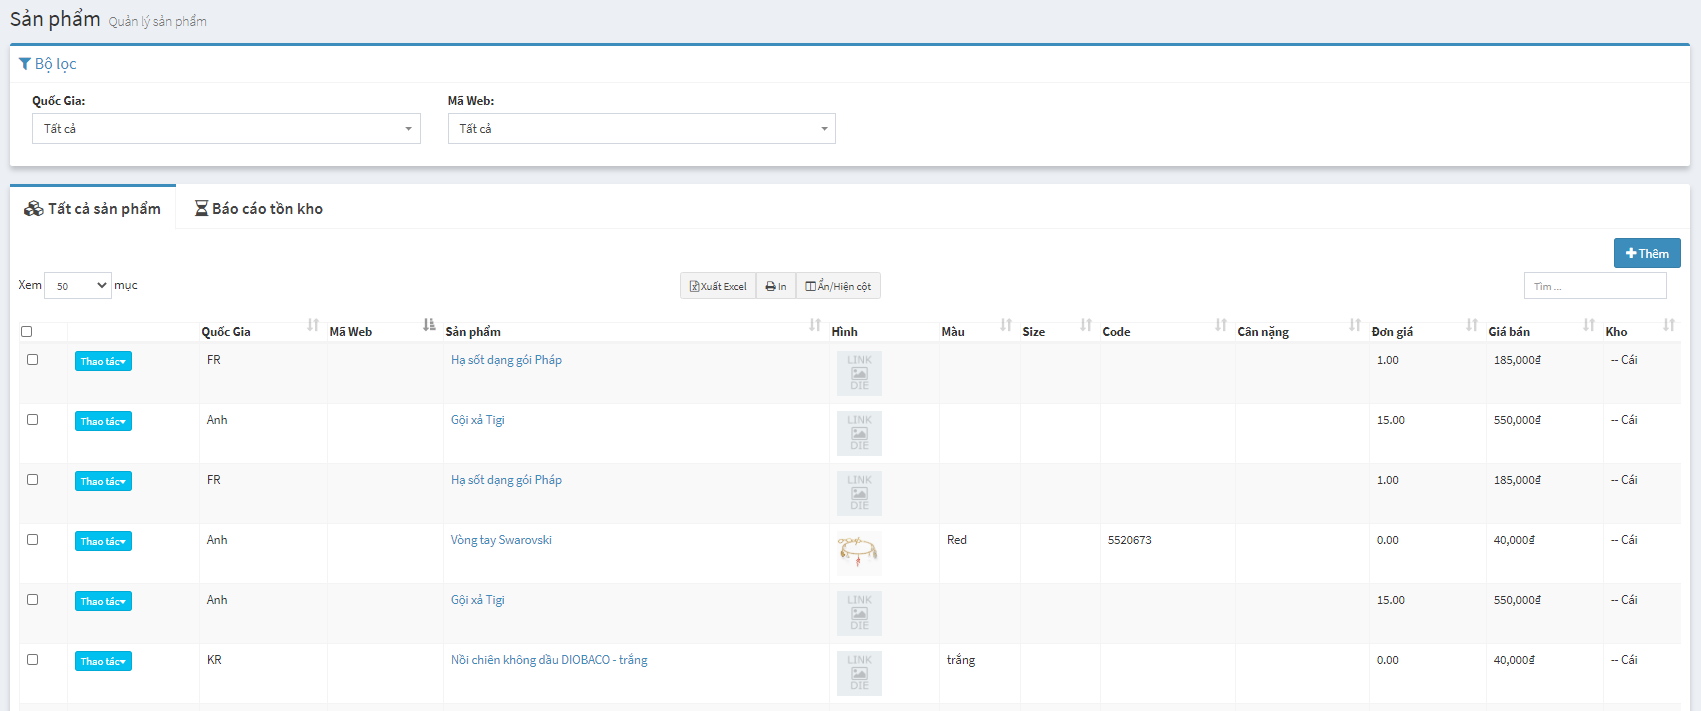 Sản phẩm Quản lý sản phẩm
Bộ lọc
Quốc Gia: Mã Web:
Tất cả Tất cả
Tất cả sản phẩm Báo cáo tồn kho
Thêm
Xem 50 mục Xuất Excel In Ẩn/Hiện cột Tìm ...
Quốc Gia Mã Web Sản phẩm Hình Màu Size Code Cân nặng Đơn giá Giá bán Kho
Thao tác FR Hạ sốt dạng gói Pháp LINK DIE 1.00 185,000₫ -- Cái
Thao tác Anh Gội xả Tigi LINK DIE 15.00 550,000₫ -- Cái
Thao tác FR Hạ sốt dạng gói Pháp LINK DIE 1.00 185,000₫ -- Cái
Thao tác Anh Vòng tay Swarovski Red 5520673 0.00 40,000₫ -- Cái
Thao tác Anh Gội xả Tigi LINK DIE 15.00 550,000₫ -- Cái
Thao tác KR Nồi chiên không dầu DIOBACO - trắng LINK DIE trắng 0.00 40,000₫ -- Cái